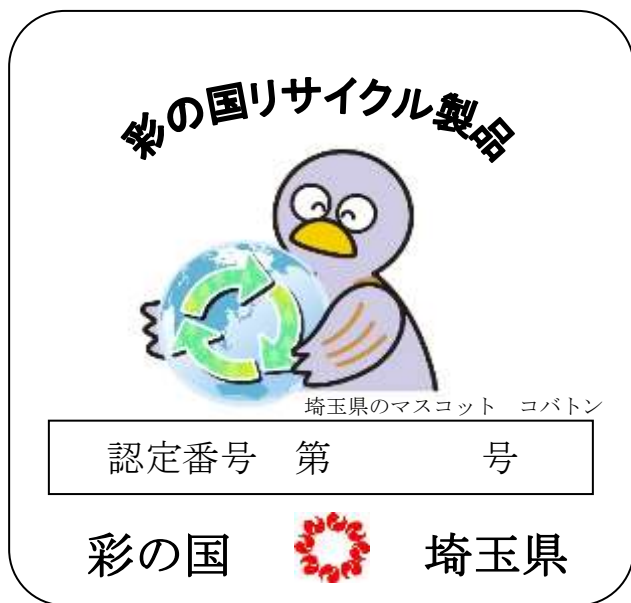 彩の国リサイクル製品
埼玉県のマスコット　コバトン
認定番号　第　　　　号
彩の国　埼玉県